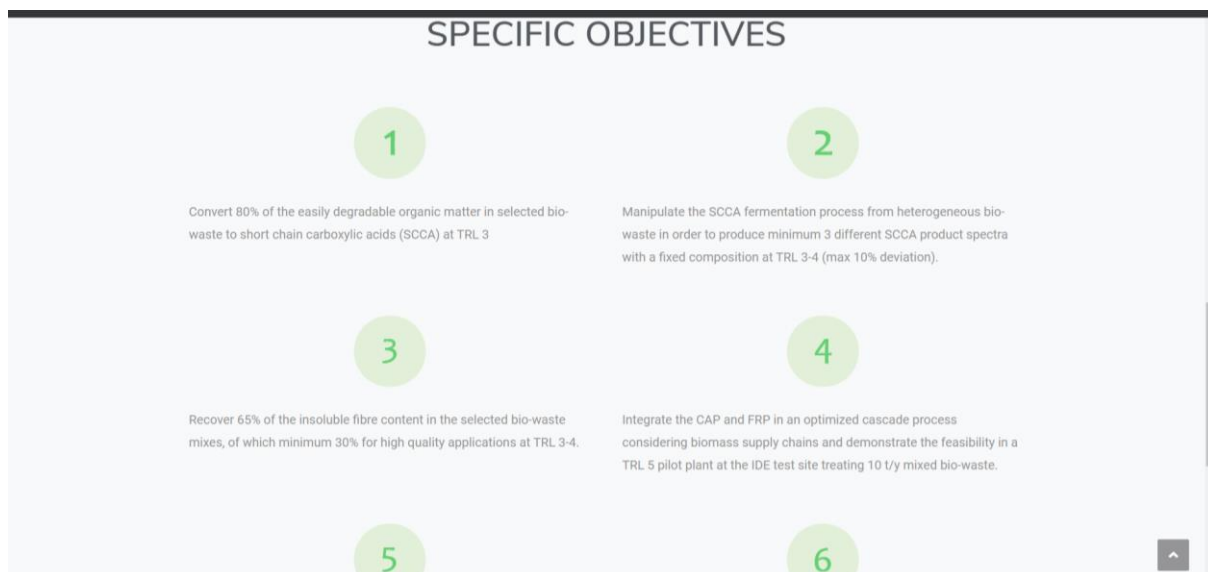 SPECIFIC OBJECTIVES
1
Convert 80% of the easily degradable organic matter in selected bio-
waste to short chain carboxylic acids (SCCA) at TRL 3
2
Manipulate the SCCA fermentation process from heterogeneous bio-
waste in order to produce minimum 3 different SCCA product spectra
with a fixed composition at TRL 3-4 (max 10% deviation).
3
Recover 65% of the insoluble fibre content in the selected bio-waste
mixes, of which minimum 30% for high quality applications at TRL 3-4.
4
Integrate the CAP and FRP in an optimized cascade process
considering biomass supply chains and demonstrate the feasibility in a
TRL 5 pilot plant at the IDE test site treating 10 t/y mixed bio-waste.
5
6